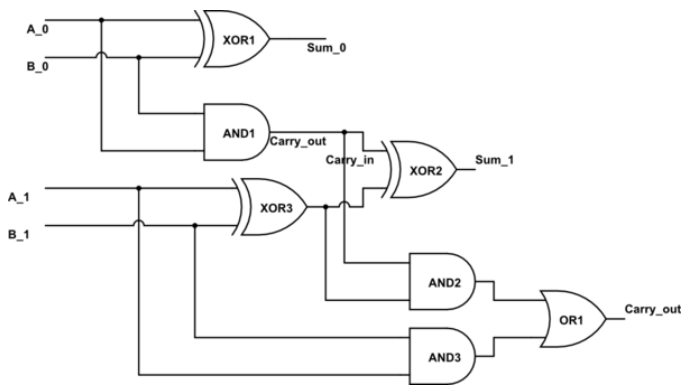 A_0
XOR1
Sum_0
B_0
AND1
Carry_out
Carry_in
XOR2
Sum_1
A_1
XOR3
B_1
AND2
Carry_out
OR1
AND3